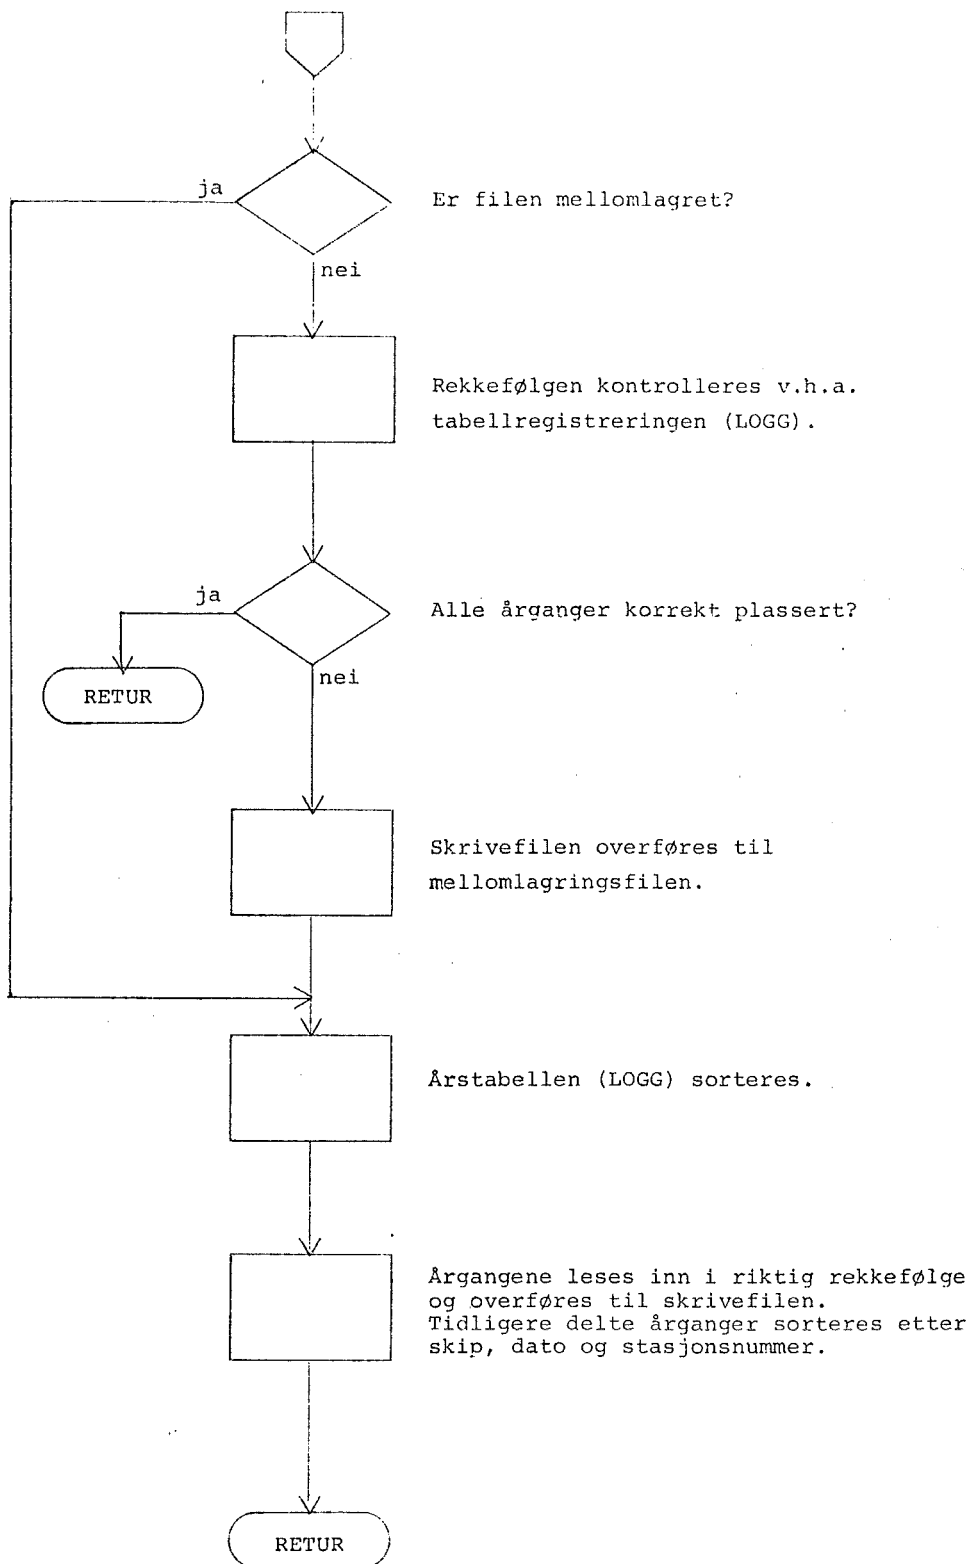 ja
Er filen mellomlagret?
nei
Rekkefølgen kontrolleres v.h.a.
tabellregistreringen (LOGG).
ja
Alle årganger korrekt plassert?
nei
RETUR
Skrivefilen overføres til
mellomlagringsfilen.
Årstabellen (LOGG) sorteres.
Årgangene leses inn i riktig rekkefølge
og overføres til skrivefilen.
Tidligere delte årganger sorteres etter
skip, dato og stasjonsnummer.
RETUR